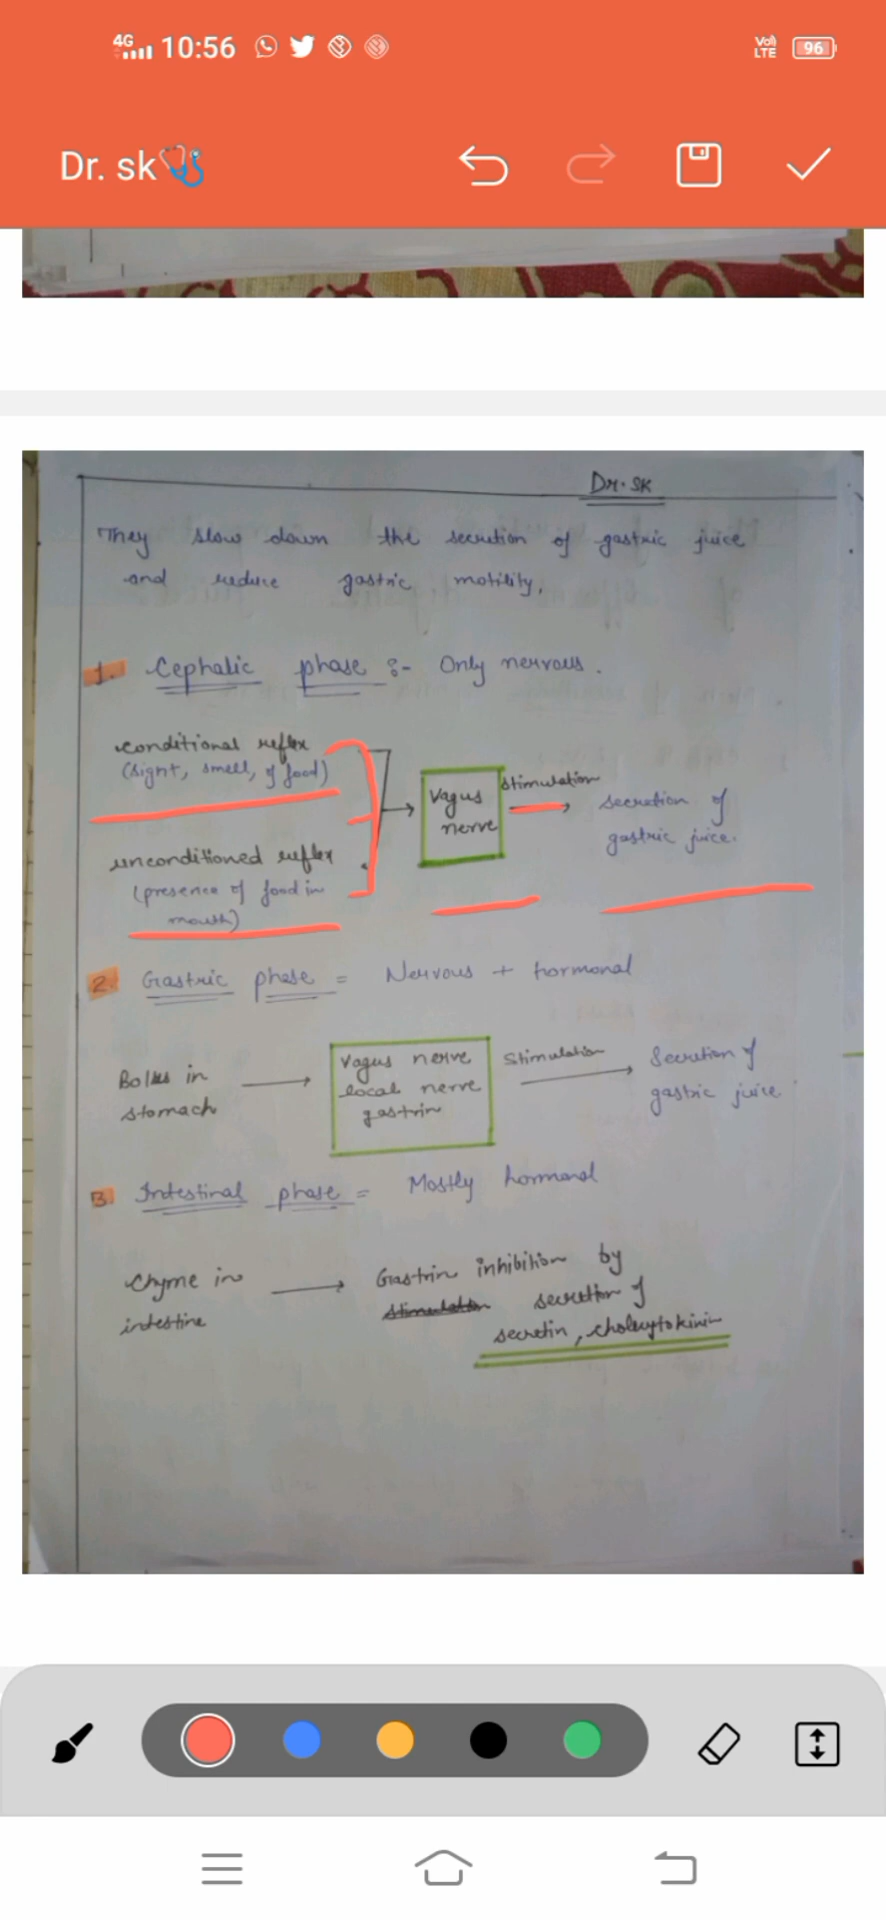 4G 10:56 Vol) LTE 96
Dr. sk🩺
Dr. SK
They slow down the secretion of gastric juice
and reduce gastric motility,
1. Cephalic phase :- Only nervous.
conditional reflex
(sight, smell, of food)
unconditioned reflex
(presence of food in
mouth)
Vagus
nerve
stimulation
secretion of
gastric juice.
2. Gastric phase = Nervous + hormonal
Bolus in
stomach
Vagus nerve
local nerve
gastrin
Stimulation
Secretion of
gastric juice.
3. Intestinal phase = Mostly hormonal
Chyme in
intestine
Gastrin inhibition by
secretion of
secretin, cholecytokinin